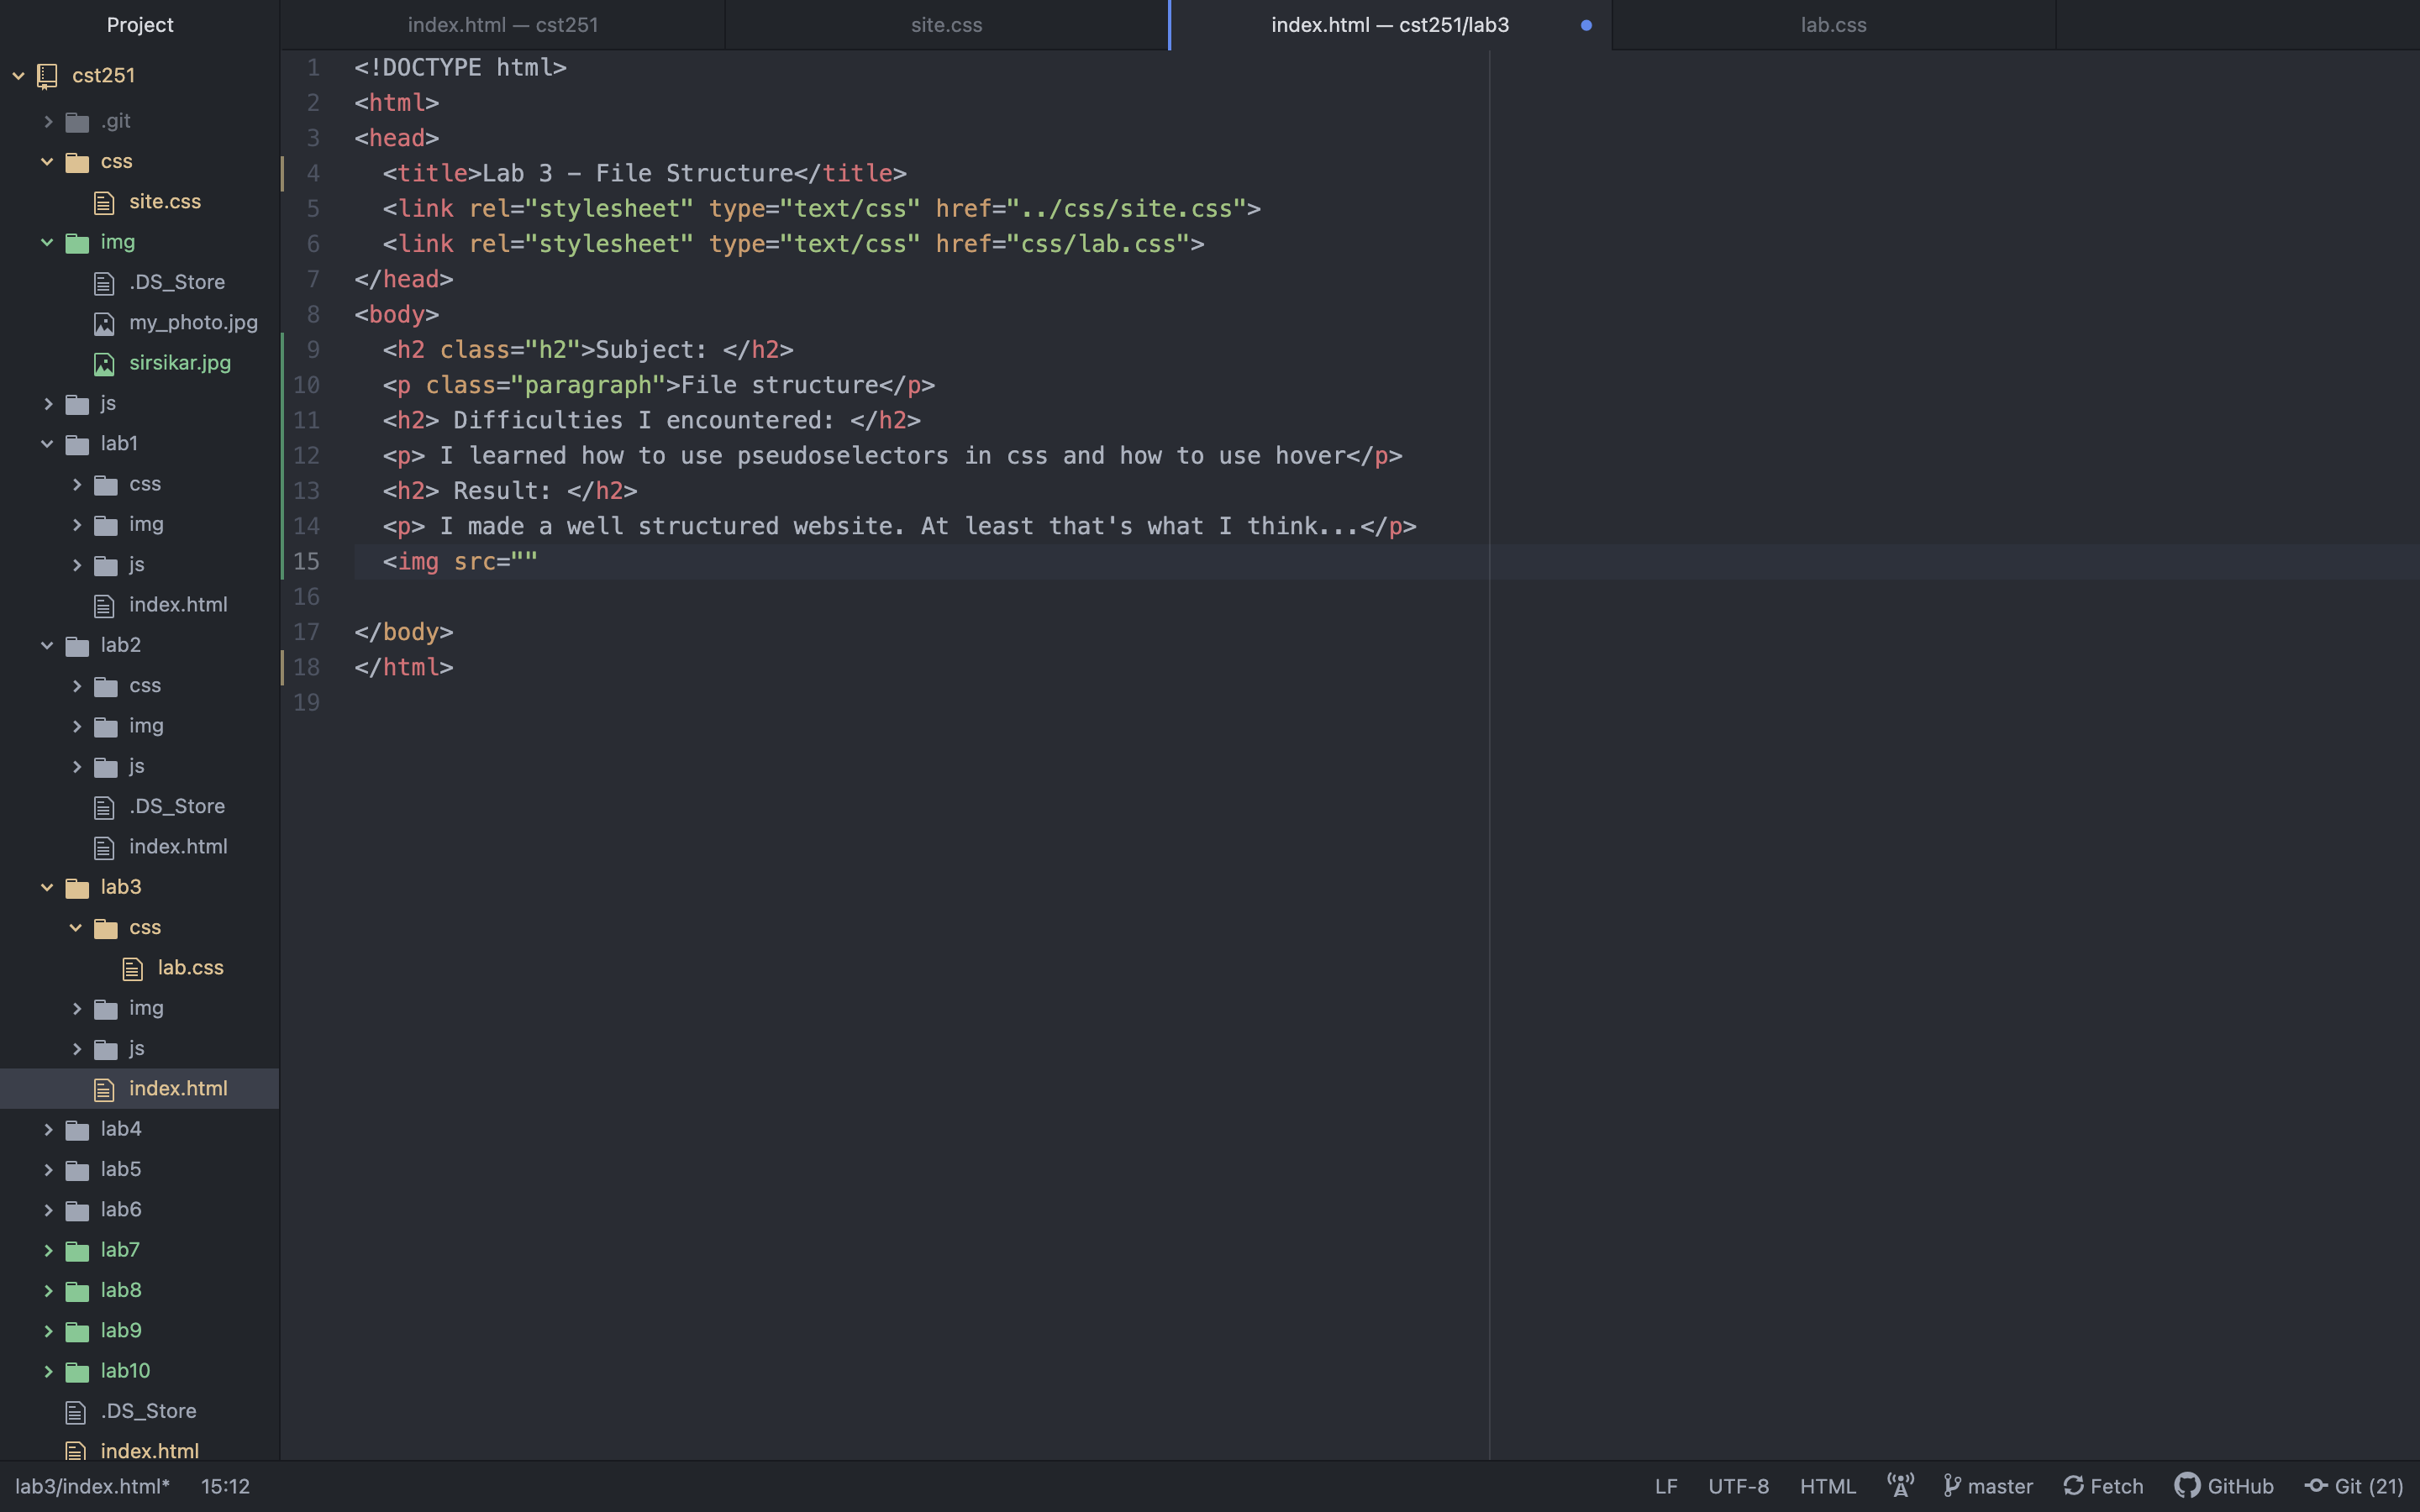 Project
index.html — cst251
site.css
index.html — cst251/lab3
lab.css
cst251
.git
css
site.css
img
.DS_Store
my_photo.jpg
sirsikar.jpg
js
lab1
css
img
js
index.html
lab2
css
img
js
.DS_Store
index.html
lab3
css
lab.css
img
js
index.html
lab4
lab5
lab6
lab7
lab8
lab9
lab10
.DS_Store
index.html
1 <!DOCTYPE html>
2 <html>
3 <head>
4 <title>Lab 3 – File Structure</title>
5 <link rel="stylesheet" type="text/css" href="../css/site.css">
6 <link rel="stylesheet" type="text/css" href="css/lab.css">
7 </head>
8 <body>
9 <h2 class="h2">Subject: </h2>
10 <p class="paragraph">File structure</p>
11 <h2> Difficulties I encountered: </h2>
12 <p> I learned how to use pseudoselectors in css and how to use hover</p>
13 <h2> Result: </h2>
14 <p> I made a well structured website. At least that's what I think...</p>
15 <img src=""
16
17 </body>
18 </html>
19
lab3/index.html* 15:12 LF UTF-8 HTML master Fetch GitHub Git (21)